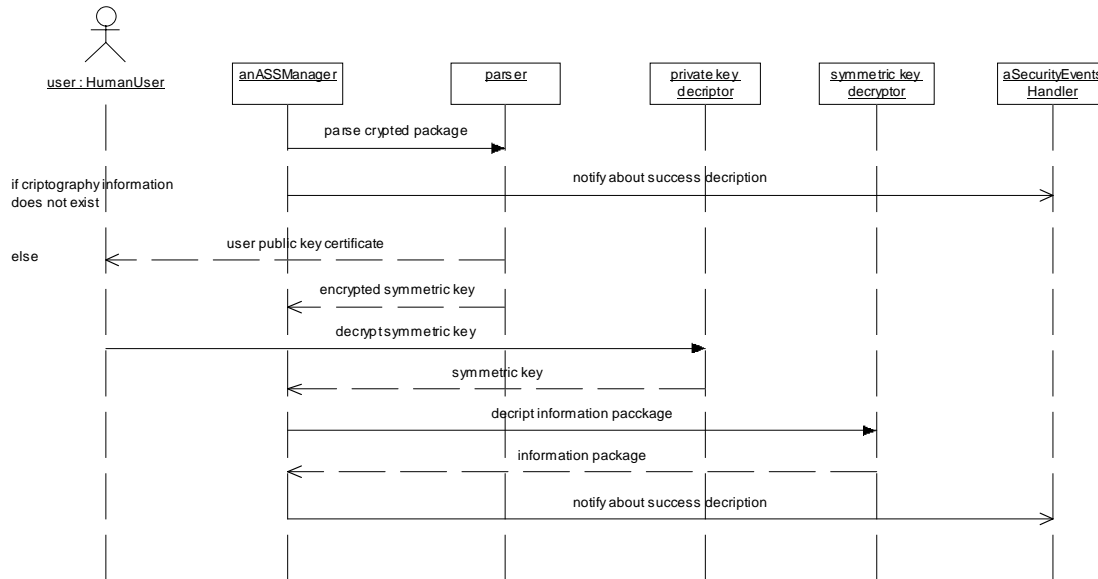 user : HumanUser
anASSManager
parser
private key
decriptor
symmetric key
decryptor
aSecurityEvents
Handler
parse crypted package
if criptography information
does not exist
notify about success decription
else
user public key certificate
encrypted symmetric key
decrypt symmetric key
symmetric key
decript information pacckage
information package
notify about success decription